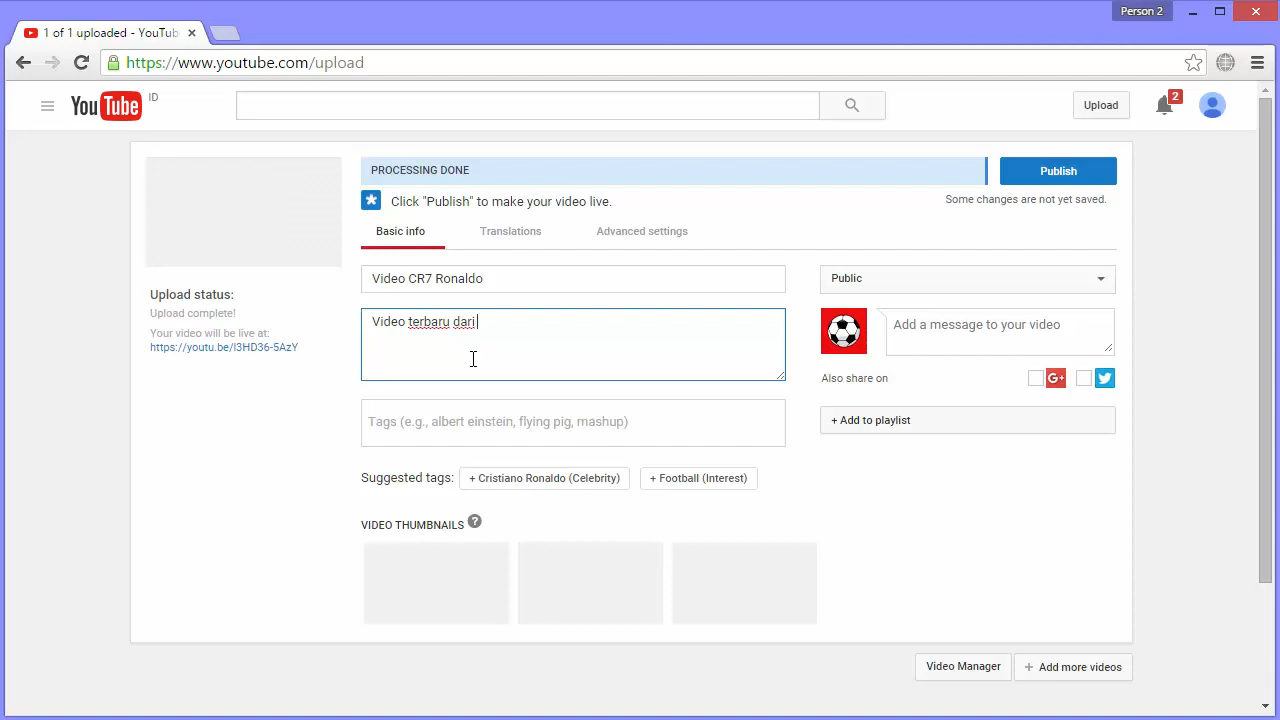 Person 2
1 of 1 uploaded - YouTub
https://www.youtube.com/upload
YouTube ID
Upload
2
PROCESSING DONE
Publish
Click "Publish" to make your video live.
Some changes are not yet saved.
Basic info
Translations
Advanced settings
Video CR7 Ronaldo
Public
Upload status:
Upload complete!
Your video will be live at:
https://youtu.be/I3HD36-5AzY
Video terbaru dari
Add a message to your video
Also share on
G+
+ Add to playlist
Tags (e.g., albert einstein, flying pig, mashup)
Suggested tags:
+ Cristiano Ronaldo (Celebrity)
+ Football (Interest)
VIDEO THUMBNAILS ?
Video Manager
+ Add more videos